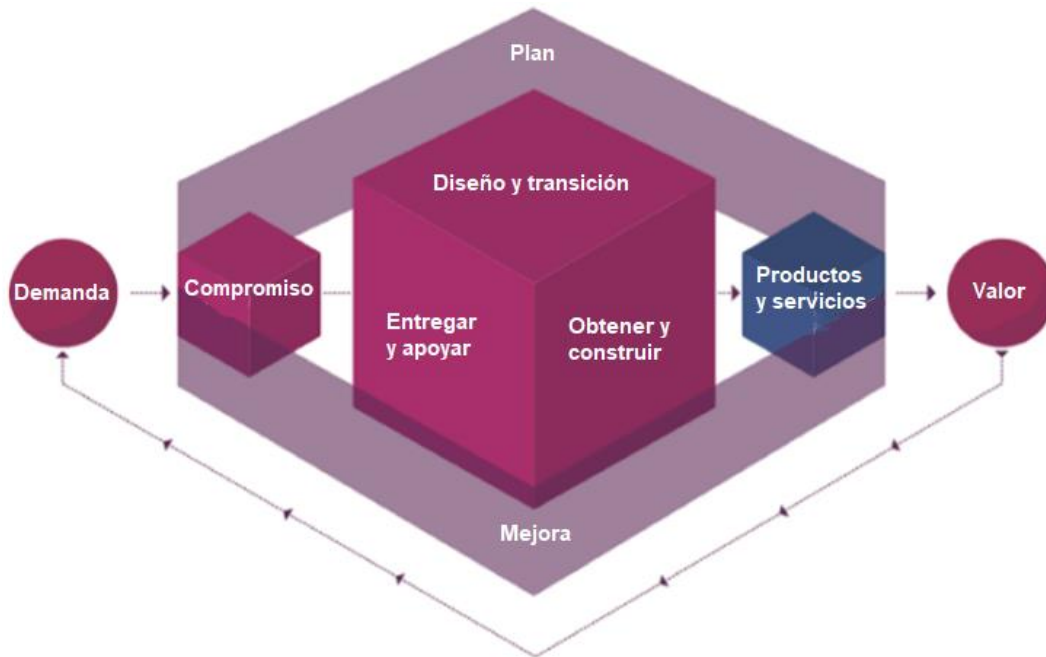 Plan
Diseño y transición
Demanda
Compromiso
Entregar
y apoyar
Obtener y
construir
Productos
y servicios
Valor
Mejora